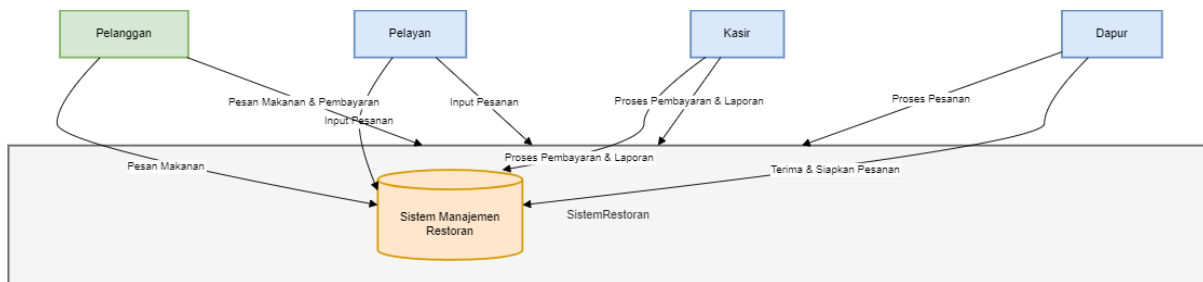 Pelanggan
Pelayan
Kasir
Dapur
Pesan Makanan & Pembayaran
Input Pesanan
Proses Pembayaran & Laporan
Proses Pesanan
Input Pesanan
Pesan Makanan
Proses Pembayaran & Laporan
Terima & Siapkan Pesanan
Sistem Manajemen
Restoran
SistemRestoran